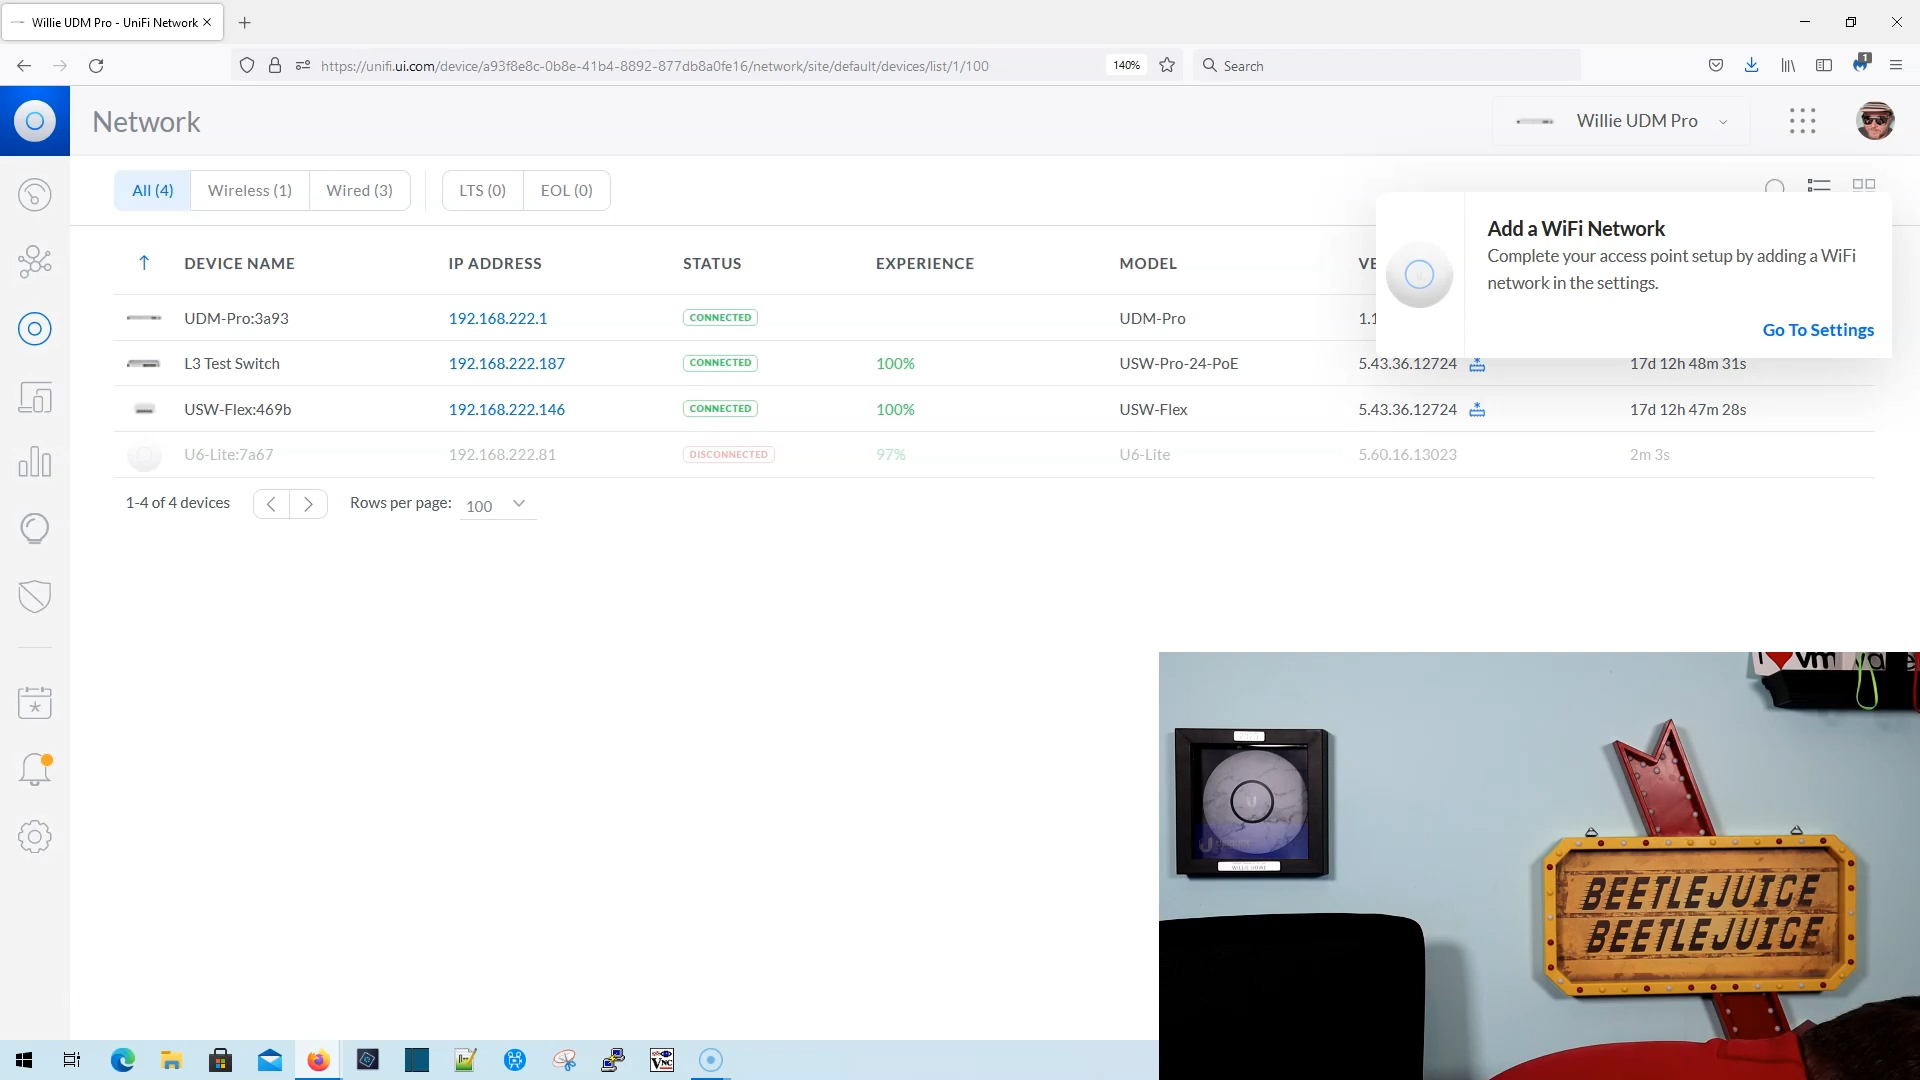 Willie UDM Pro - UniFi Network
https://unifi.ui.com/device/a93f8e8c-0b8e-41b4-8892-877db8a0fe16/network/site/default/devices/list/1/100
140%
Search
1
Network
Willie UDM Pro
All (4)
Wireless (1)
Wired (3)
LTS (0)
EOL (0)
Add a WiFi Network
Complete your access point setup by adding a WiFi
network in the settings.
Go To Settings
DEVICE NAME
IP ADDRESS
STATUS
EXPERIENCE
MODEL
VE
UDM-Pro:3a93
192.168.222.1
CONNECTED
UDM-Pro
1.1
L3 Test Switch
192.168.222.187
CONNECTED
100%
USW-Pro-24-PoE
5.43.36.12724
17d 12h 48m 31s
USW-Flex:469b
192.168.222.146
CONNECTED
100%
USW-Flex
5.43.36.12724
17d 12h 47m 28s
U6-Lite:7a67
192.168.222.81
DISCONNECTED
97%
U6-Lite
5.60.16.13023
2m 3s
1-4 of 4 devices
Rows per page:
100
I ♥ vm
WILLIE HOWE
BEETLEJUICE
BEETLEJUICE